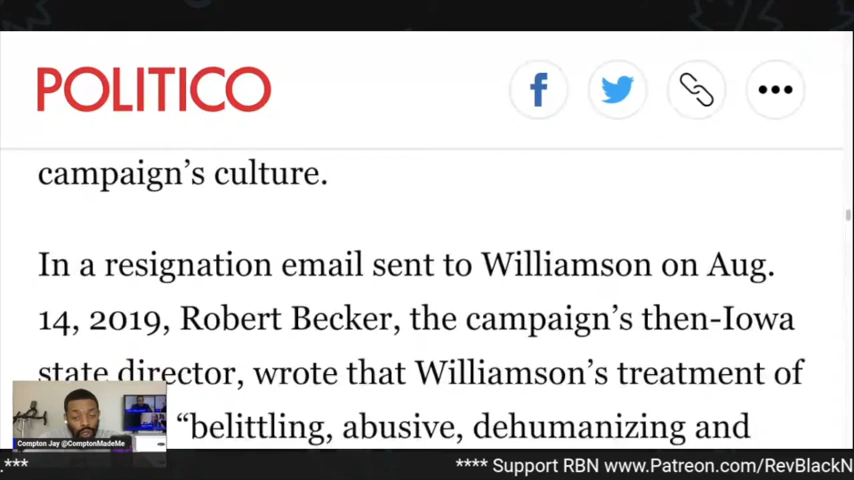 POLITICO
campaign's culture.
In a resignation email sent to Williamson on Aug.
14, 2019, Robert Becker, the campaign's then-Iowa
state director, wrote that Williamson's treatment of
“belittling, abusive, dehumanizing and
Compton Jay @ComptonMadeMe
.*** **** Support RBN www.Patreon.com/RevBlackN